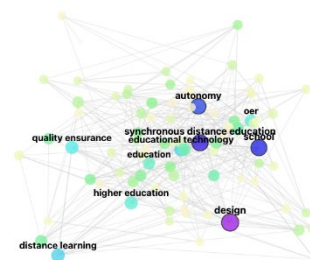 autonomy
oer
synchronous distance education
school
quality ensurance
educational technology
education
higher education
design
distance learning